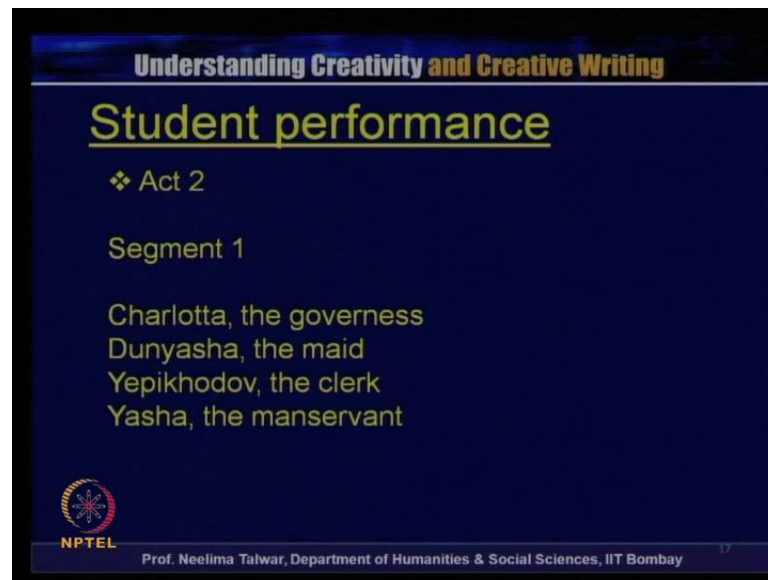 Understanding Creativity and Creative Writing
Student performance
❖ Act 2
Segment 1
Charlotta, the governess
Dunyasha, the maid
Yepikhodov, the clerk
Yasha, the manservant
NPTEL
Prof. Neelima Talwar, Department of Humanities & Social Sciences, IIT Bombay
17